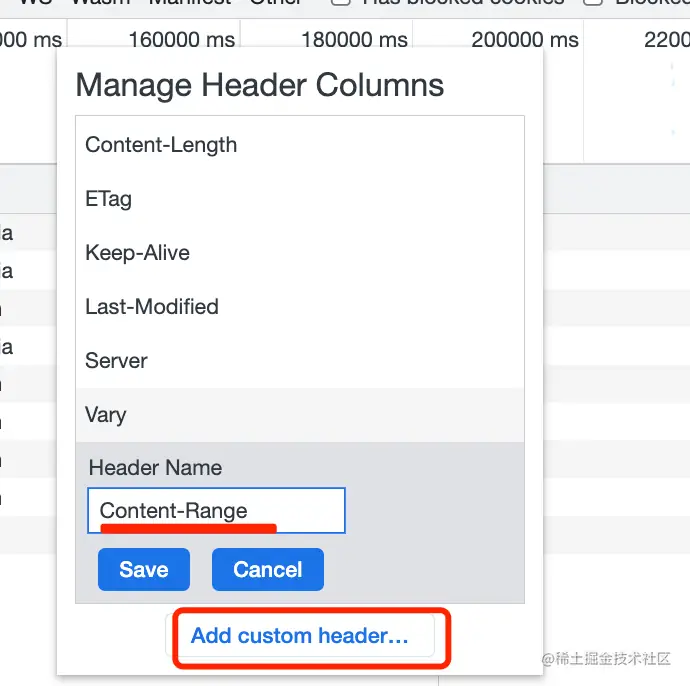 WS Wasm Manifest Other Has blocked cookies Blocked
000 ms 160000 ms 180000 ms 200000 ms 2200
Manage Header Columns
Content-Length
ETag
Keep-Alive
Last-Modified
Server
Vary
Header Name
Content-Range
Save Cancel
Add custom header…
@稀土掘金技术社区